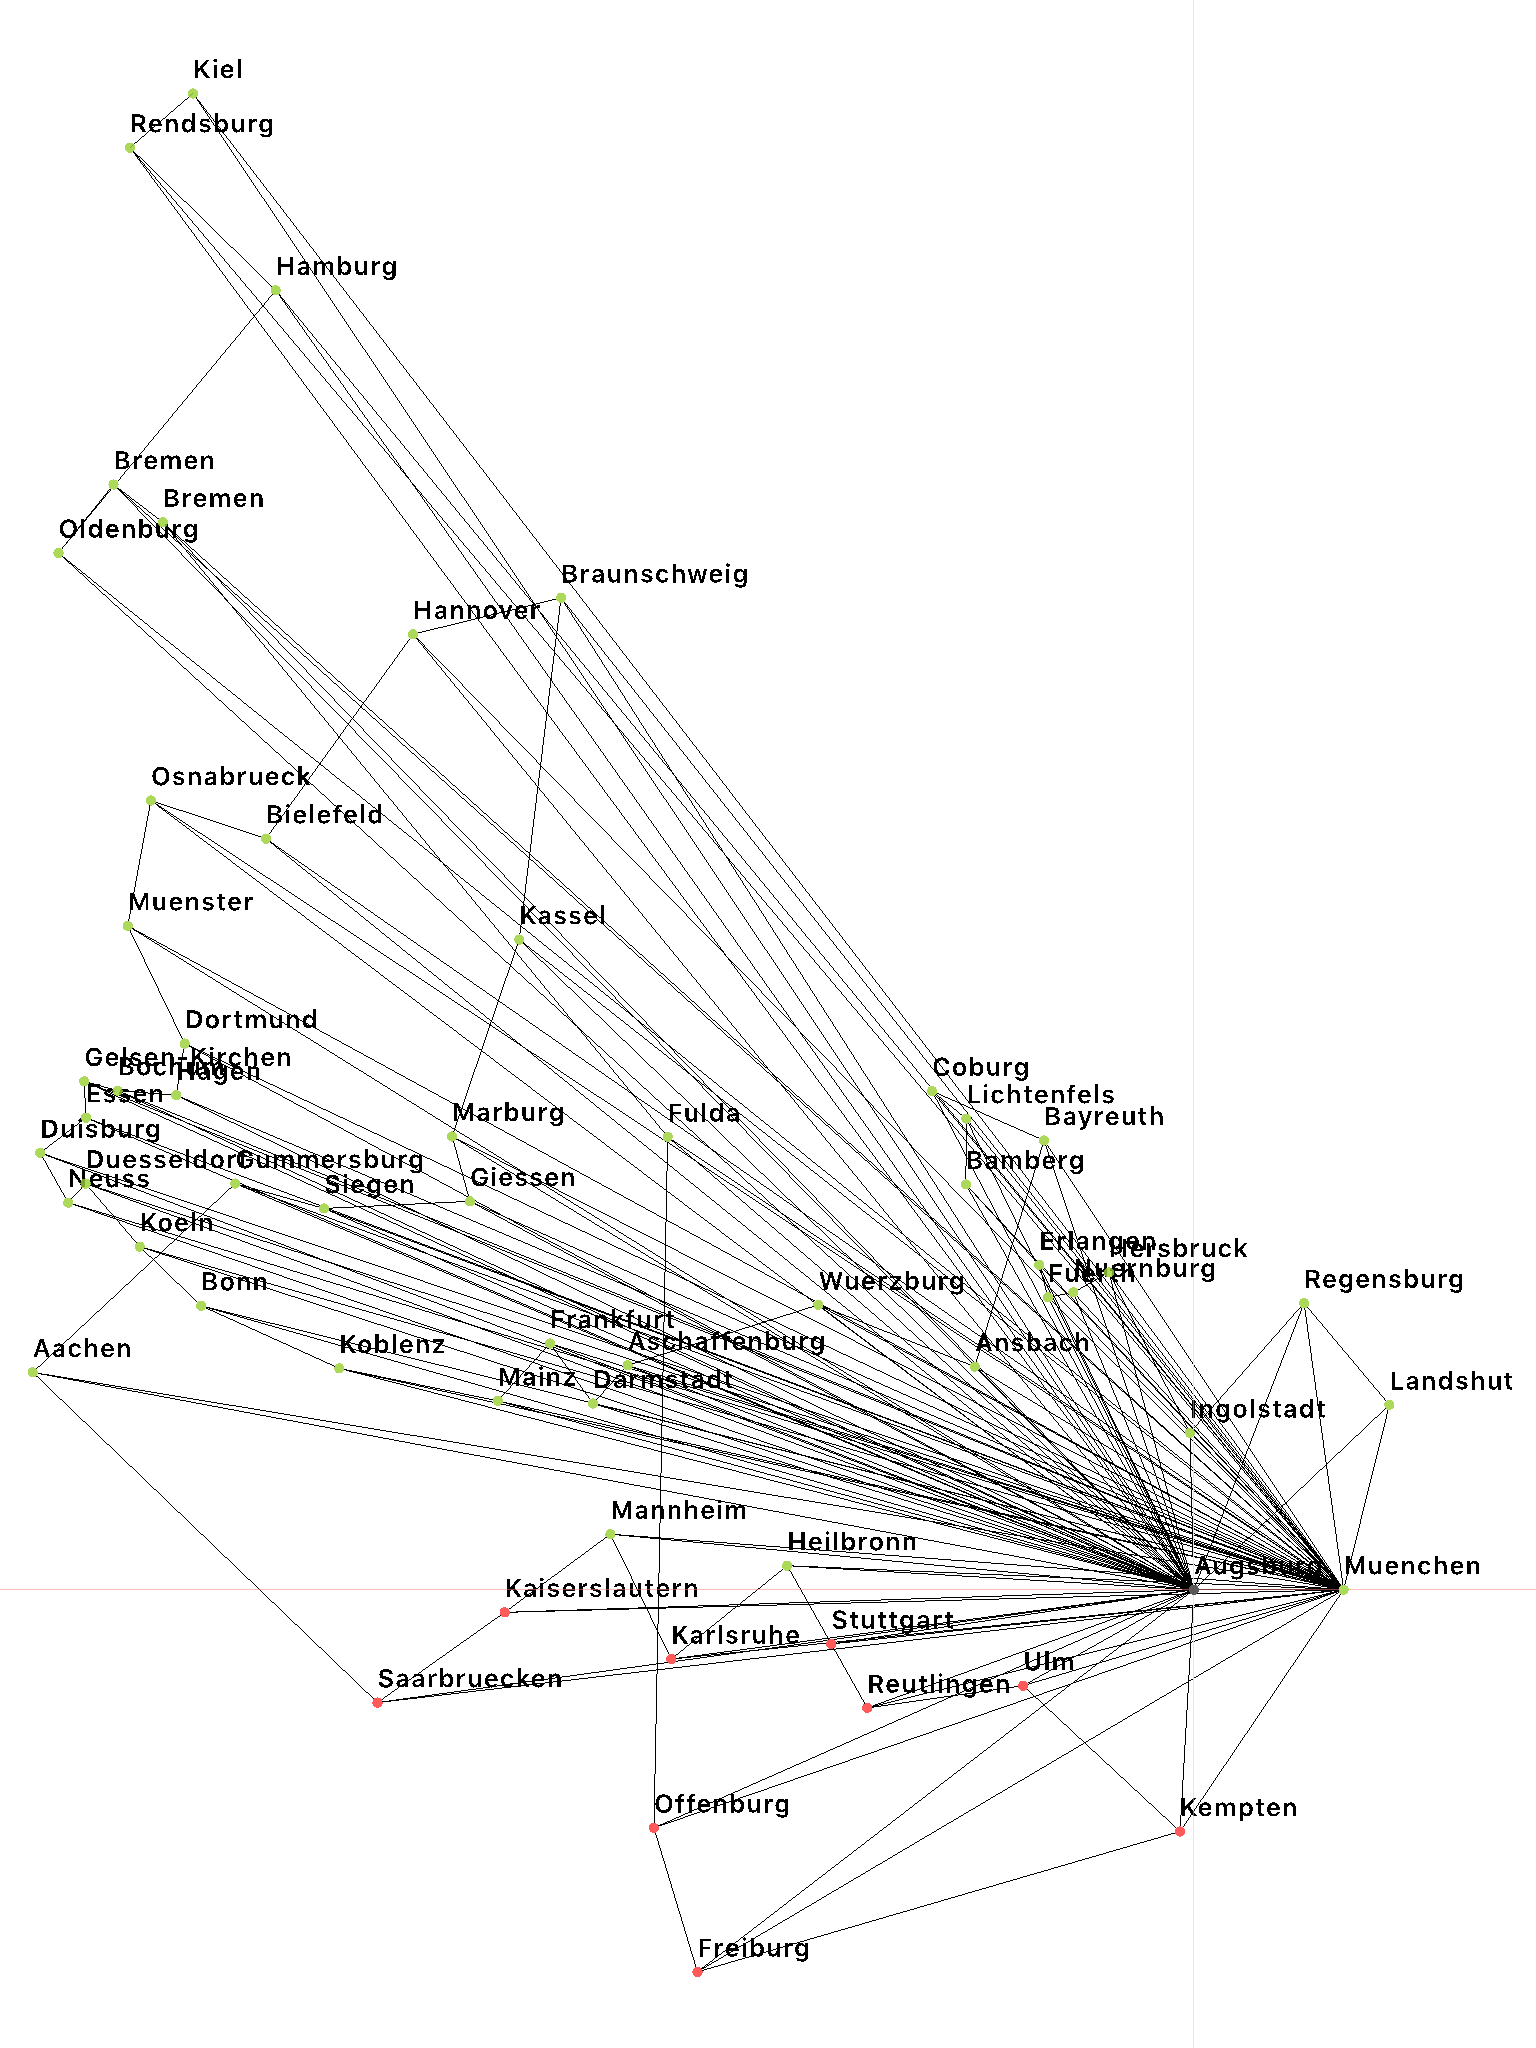 Kiel
Rendsburg
Hamburg
Bremen
Bremen
Oldenburg
Braunschweig
Hannover
Osnabrueck
Bielefeld
Muenster
Kassel
Dortmund
Gelsen-Kirchen
Bochum
Hagen
Essen
Coburg
Lichtenfels
Bayreuth
Marburg
Fulda
Duisburg
Duesseldorf
Gummersburg
Bamberg
Neuss
Siegen
Giessen
Koeln
Erlangen
Hersbruck
Nuernburg
Fuerth
Bonn
Wuerzburg
Regensburg
Frankfurt
Aschaffenburg
Ansbach
Aachen
Koblenz
Mainz
Darmstadt
Landshut
Ingolstadt
Mannheim
Heilbronn
Augsburg
Muenchen
Kaiserslautern
Stuttgart
Karlsruhe
Ulm
Saarbruecken
Reutlingen
Offenburg
Kempten
Freiburg